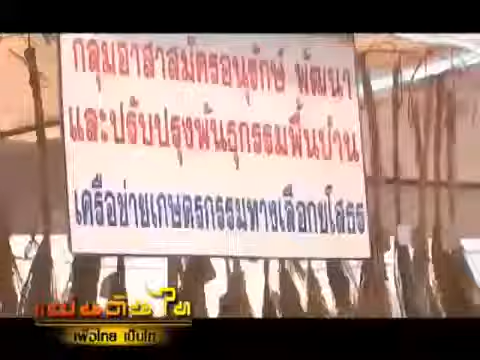 กลุ่มอาสาสมัครอนุรักษ์ พัฒนา
และปรับปรุงพันธุกรรมพื้นบ้าน
เครือข่ายเกษตรกรรมทางเลือกยโสธร
เพื่อไทย เป็นไท